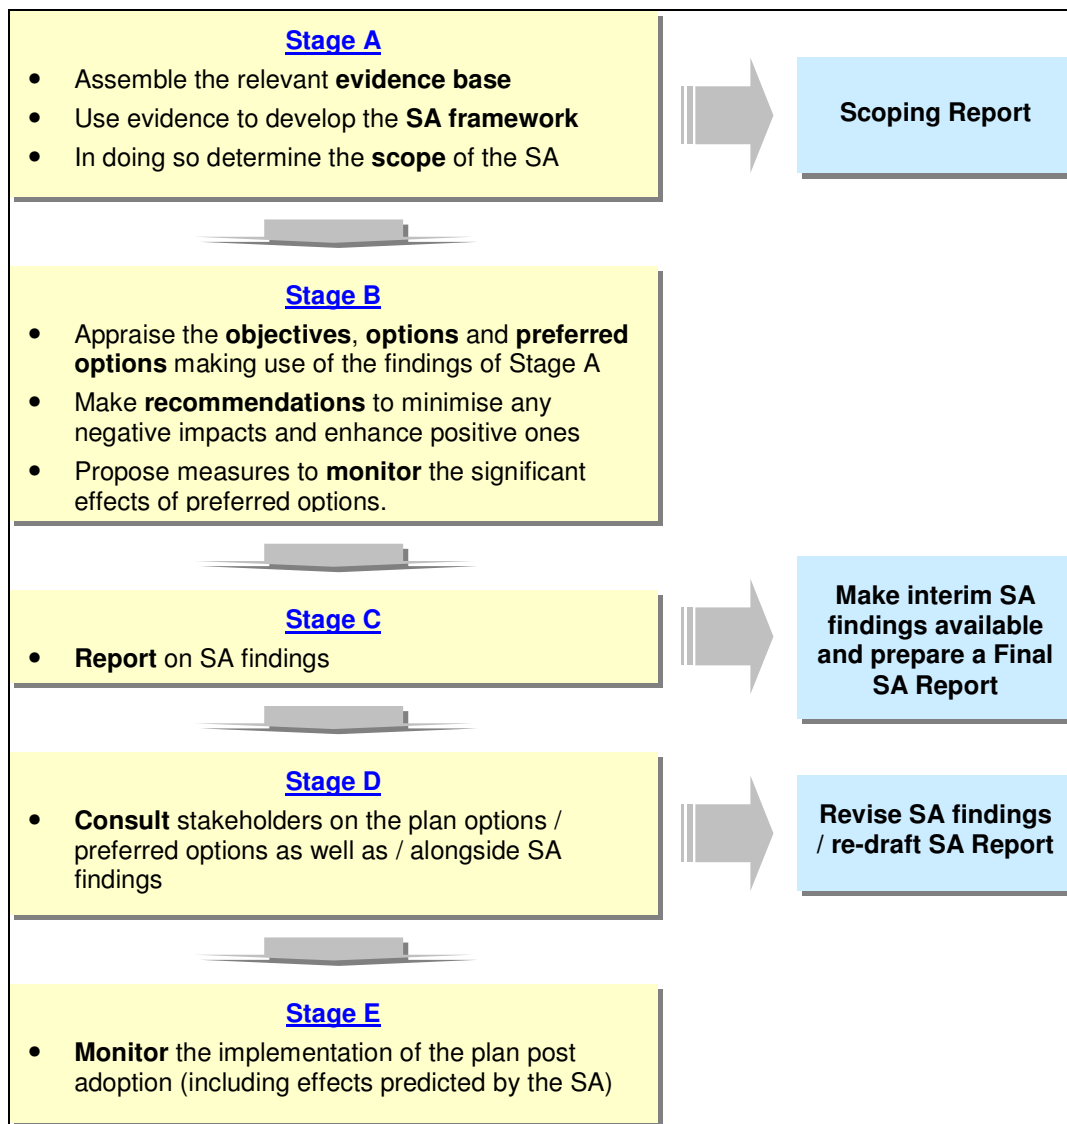 Stage A
• Assemble the relevant evidence base
• Use evidence to develop the SA framework
• In doing so determine the scope of the SA
Scoping Report
Stage B
• Appraise the objectives, options and preferred
options making use of the findings of Stage A
• Make recommendations to minimise any
negative impacts and enhance positive ones
• Propose measures to monitor the significant
effects of preferred options.
Stage C
• Report on SA findings
Make interim SA
findings available
and prepare a Final
SA Report
Stage D
• Consult stakeholders on the plan options /
preferred options as well as / alongside SA
findings
Revise SA findings
/ re-draft SA Report
Stage E
• Monitor the implementation of the plan post
adoption (including effects predicted by the SA)